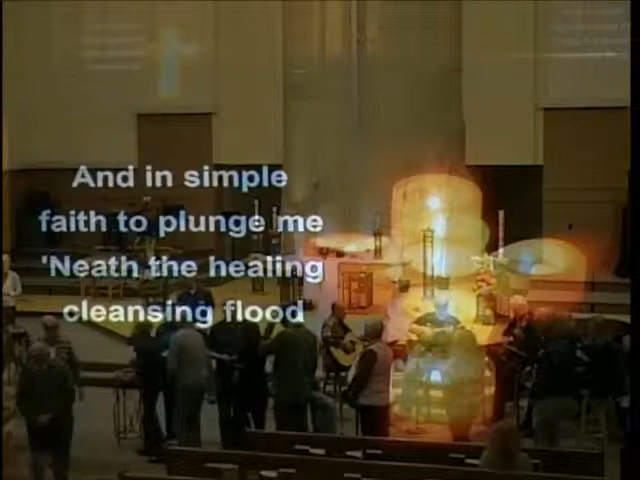 And in simple
faith to plunge me
'Neath the healing
cleansing flood